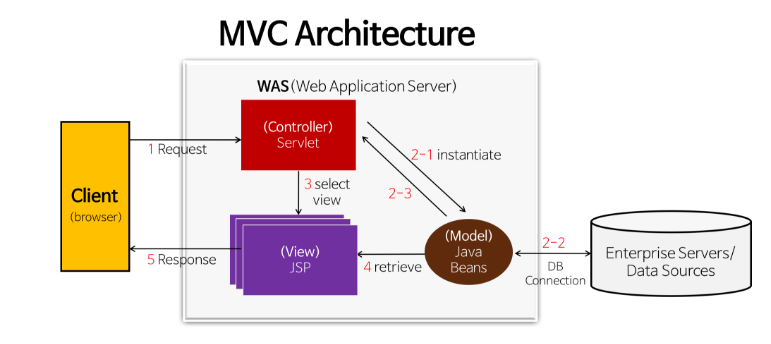 MVC Architecture
WAS(Web Application Server)
(Controller)
Servlet
Client
(browser)
1 Request
2-1 instantiate
2-3
3 select
view
(View)
JSP
5 Response
4 retrieve
(Model)
Java
Beans
2-2
DB
Connection
Enterprise Servers/
Data Sources